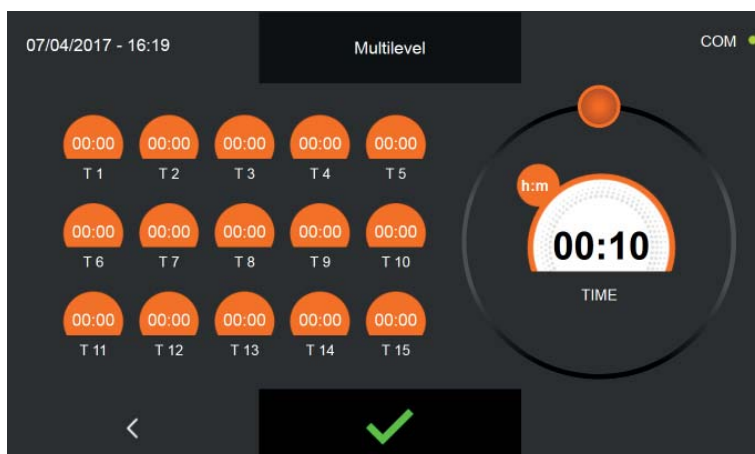 07/04/2017 - 16:19
Multilevel
COM
00:00 00:00 00:00 00:00 00:00
T 1 T 2 T 3 T 4 T 5
h:m
00:10
TIME
00:00 00:00 00:00 00:00 00:00
T 6 T 7 T 8 T 9 T 10
00:00 00:00 00:00 00:00 00:00
T 11 T 12 T 13 T 14 T 15